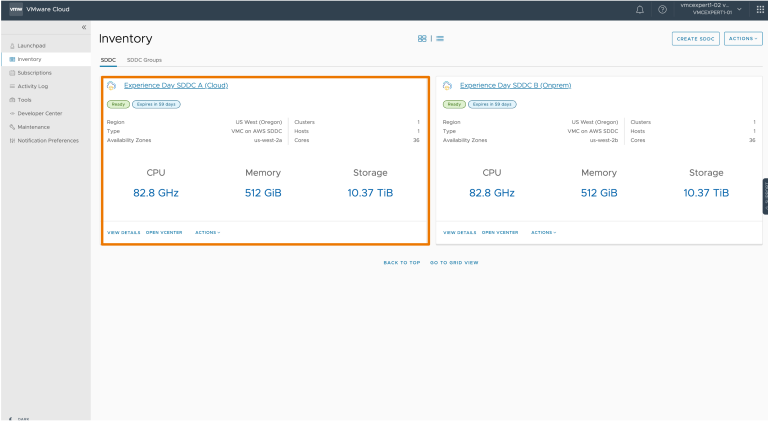 vmw VMware Cloud
vmcexpert1-02 v...
VMCEXPERT1-01
«
Launchpad
Inventory
Subscriptions
Activity Log
Tools
Developer Center
Maintenance
Notification Preferences
Inventory
CREATE SDDC
ACTIONS
SDDC SDDC Groups
Experience Day SDDC A (Cloud)
Ready Expires in 59 days
Region US West (Oregon) Clusters 1
Type VMC on AWS SDDC Hosts 1
Availability Zones us-west-2a Cores 36
CPU Memory Storage
82.8 GHz 512 GiB 10.37 TiB
VIEW DETAILS OPEN VCENTER ACTIONS
Experience Day SDDC B (Onprem)
Ready Expires in 59 days
Region US West (Oregon) Clusters 1
Type VMC on AWS SDDC Hosts 1
Availability Zones us-west-2b Cores 36
CPU Memory Storage
82.8 GHz 512 GiB 10.37 TiB
VIEW DETAILS OPEN VCENTER ACTIONS
BACK TO TOP GO TO GRID VIEW